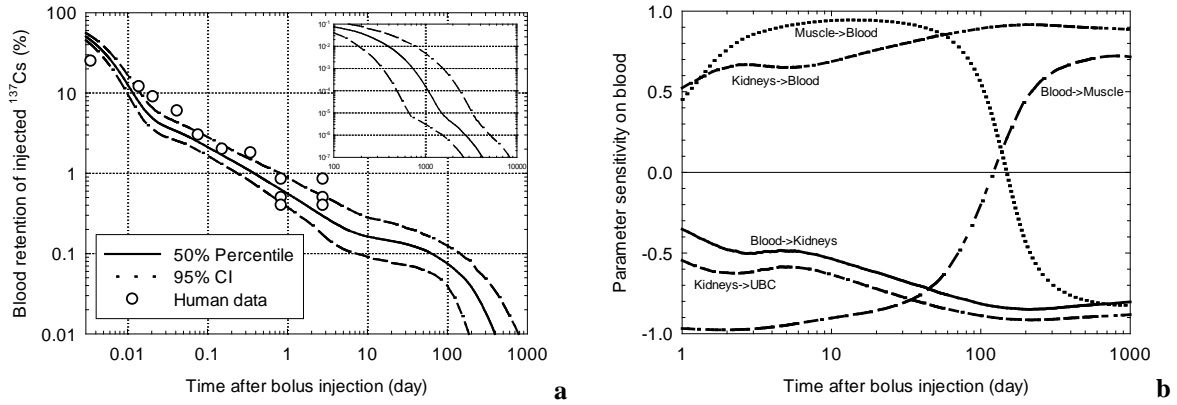 Blood retention of injected ¹³⁷Cs (%)
100
10
1
0.1
0.01
0.01 0.1 1 10 100 1000
Time after bolus injection (day)
50% Percentile
95% CI
Human data
10⁻¹
10⁻²
10⁻³
10⁻⁴
10⁻⁵
10⁻⁶
10⁻⁷
100 1000 10000
a
Parameter sensitivity on blood
1.0
0.5
0.0
-0.5
-1.0
1 10 100 1000
Time after bolus injection (day)
Muscle->Blood
Kidneys->Blood
Blood->Muscle
Blood->Kidneys
Kidneys->UBC
b